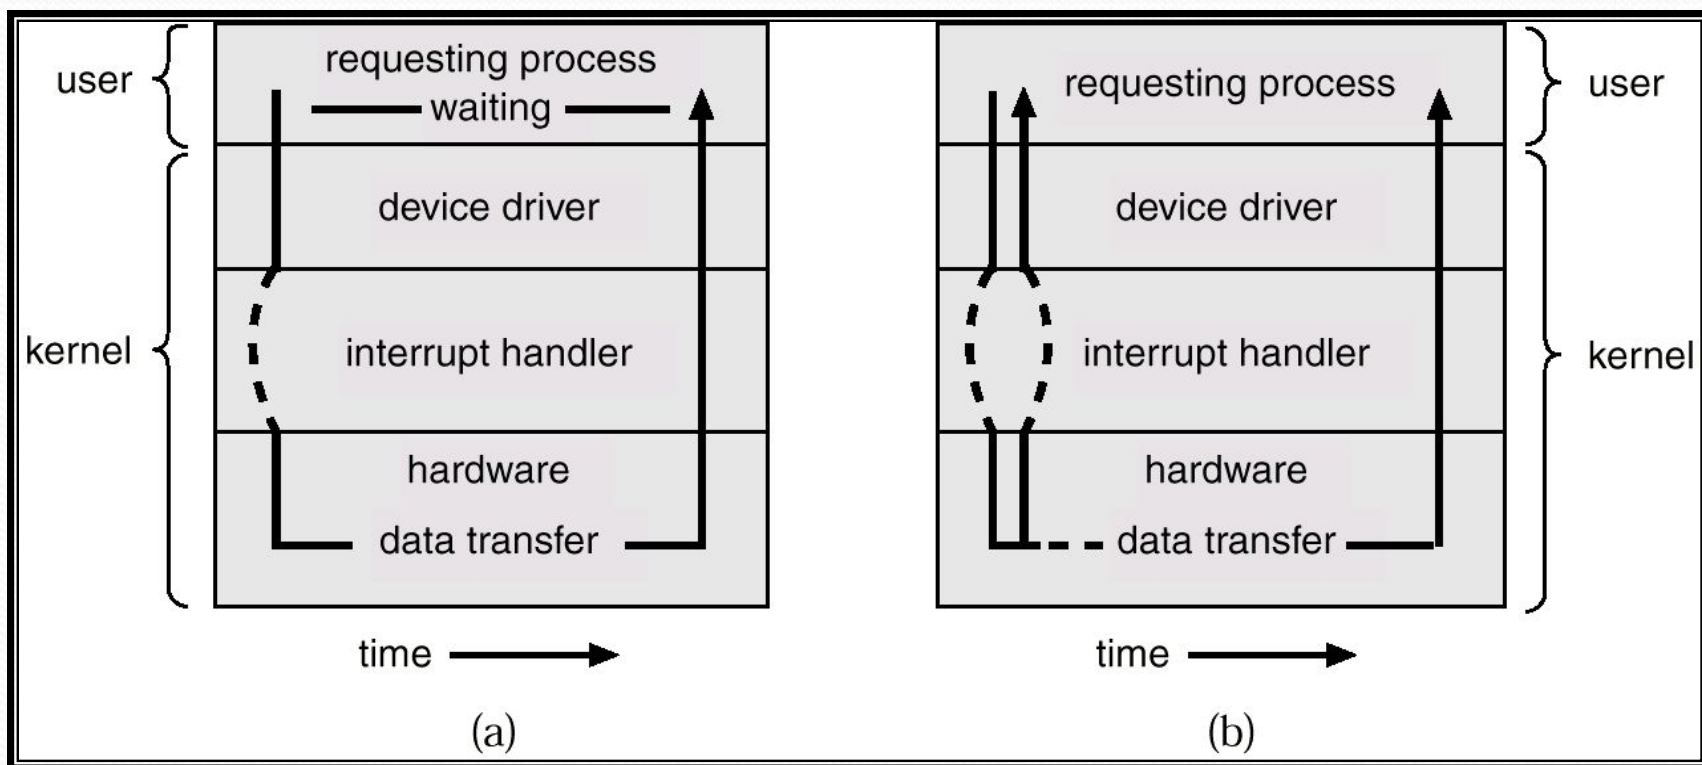 user
requesting process
waiting
device driver
kernel
interrupt handler
hardware
data transfer
time
(a)
requesting process
user
device driver
interrupt handler
kernel
hardware
data transfer
time
(b)